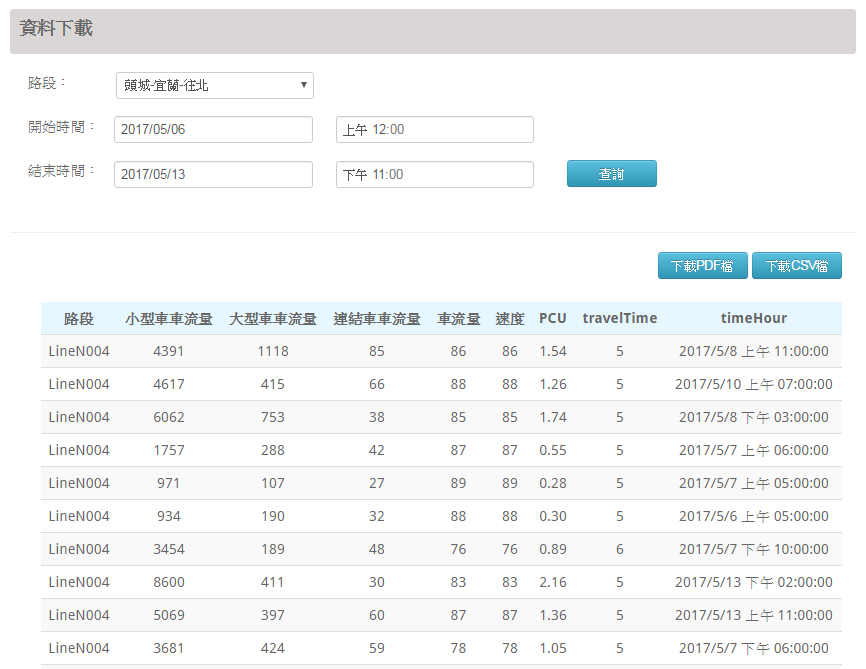 資料下載
路段： 頭城-宜蘭-往北
開始時間： 2017/05/06 上午 12:00
結束時間： 2017/05/13 下午 11:00 查詢
下載PDF檔 下載CSV檔
路段 小型車車流量 大型車車流量 連結車車流量 車流量 速度 PCU travelTime timeHour
LineN004 4391 1118 85 86 86 1.54 5 2017/5/8 上午 11:00:00
LineN004 4617 415 66 88 88 1.26 5 2017/5/10 上午 07:00:00
LineN004 6062 753 38 85 85 1.74 5 2017/5/8 下午 03:00:00
LineN004 1757 288 42 87 87 0.55 5 2017/5/7 上午 06:00:00
LineN004 971 107 27 89 89 0.28 5 2017/5/7 上午 05:00:00
LineN004 934 190 32 88 88 0.30 5 2017/5/6 上午 05:00:00
LineN004 3454 189 48 76 76 0.89 6 2017/5/7 下午 10:00:00
LineN004 8600 411 30 83 83 2.16 5 2017/5/13 下午 02:00:00
LineN004 5069 397 60 87 87 1.36 5 2017/5/13 上午 11:00:00
LineN004 3681 424 59 78 78 1.05 5 2017/5/7 下午 06:00:00